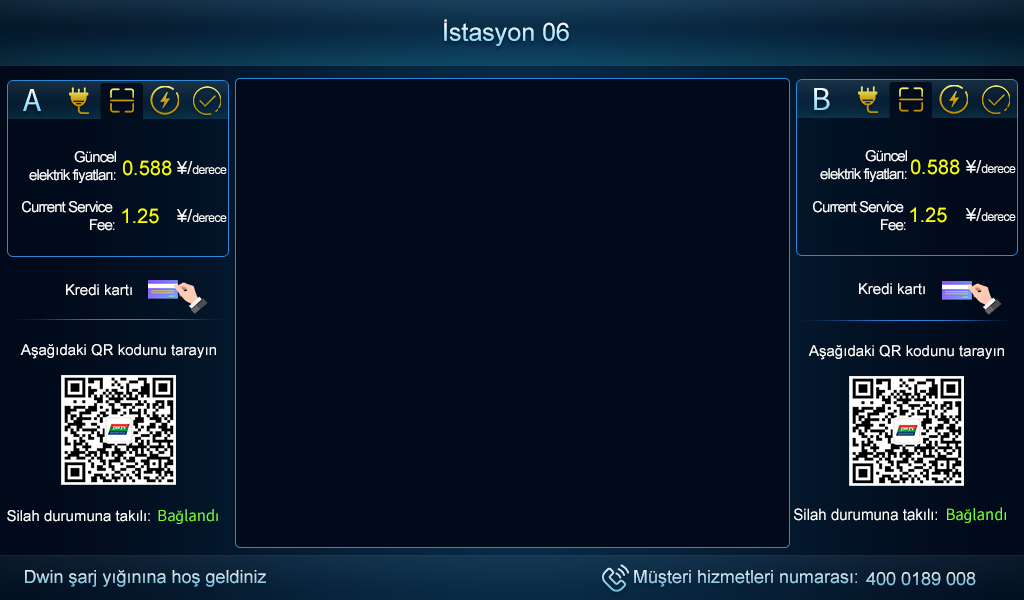 İstasyon 06
A
Güncel
elektrik fiyatları: 0.588 ¥/derece
Current Service
Fee: 1.25 ¥/derece
Kredi kartı
Aşağıdaki QR kodunu tarayın
Silah durumuna takılı: Bağlandı
B
Güncel
elektrik fiyatları: 0.588 ¥/derece
Current Service
Fee: 1.25 ¥/derece
Kredi kartı
Aşağıdaki QR kodunu tarayın
Silah durumuna takılı: Bağlandı
Dwin şarj yığınına hoş geldiniz
Müşteri hizmetleri numarası: 400 0189 008